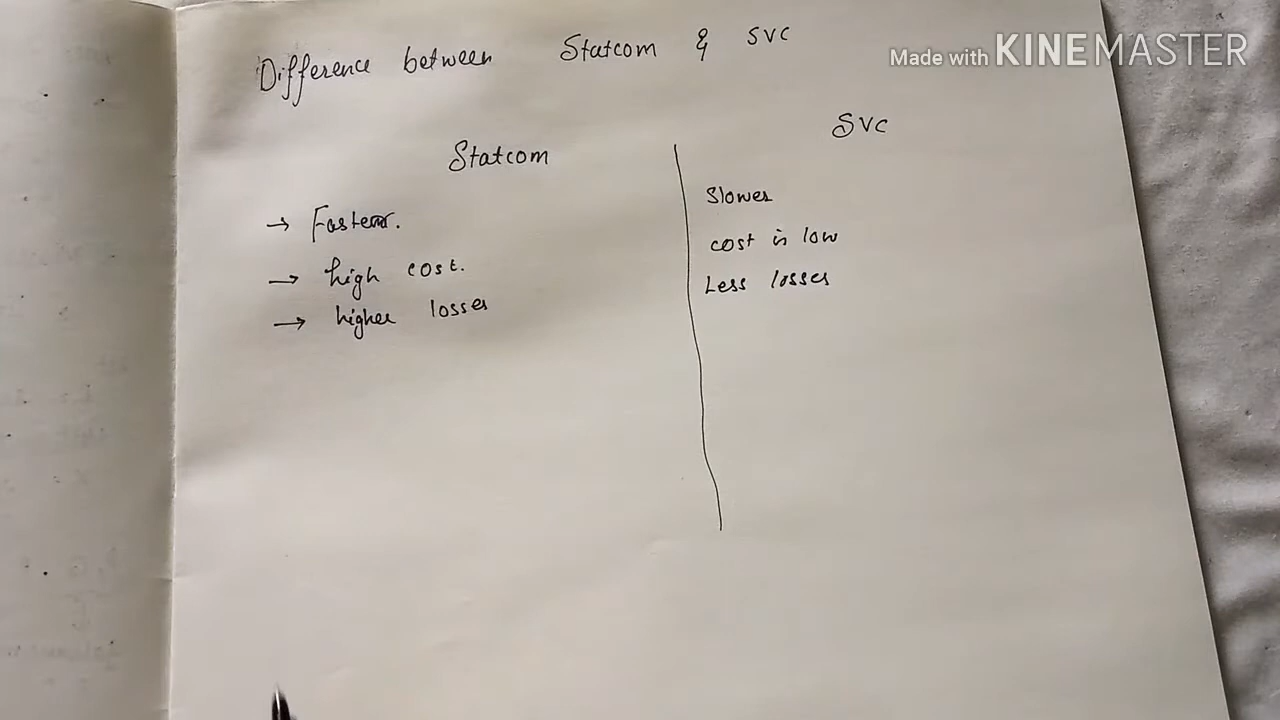 Made with KINEMASTER
Difference between Statcom & SVC
Statcom
SVC
→ Faster.
→ high cost.
→ higher losses
Slower
cost is low
Less losses